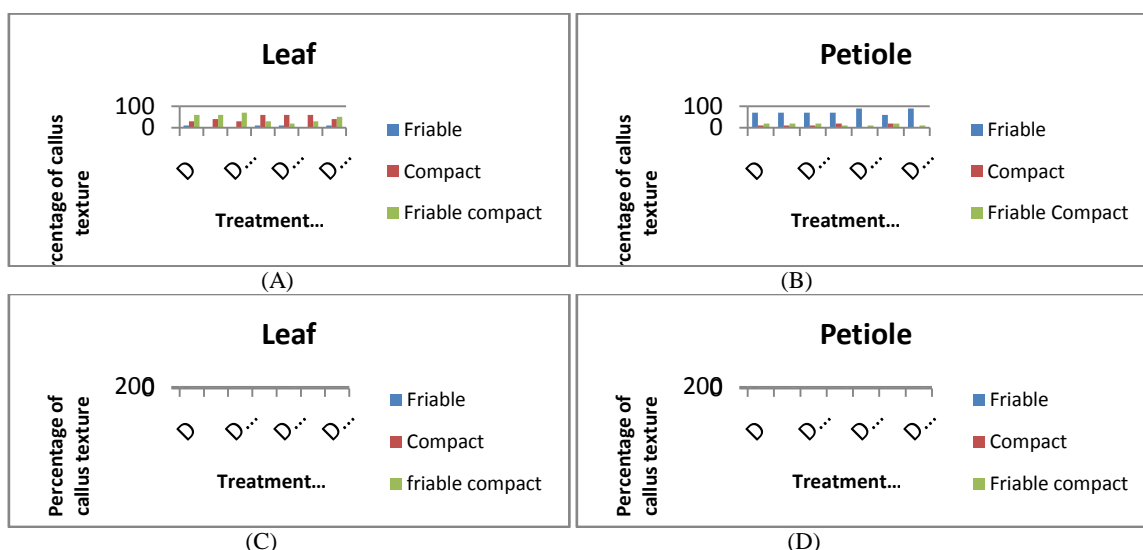 Leaf
Percentage of callus
texture
100
0
D
D...
D...
D...
Treatment...
Friable
Compact
Friable compact
(A)
Petiole
Percentage of callus
texture
100
0
D
D...
D...
D...
Treatment...
Friable
Compact
Friable Compact
(B)
Leaf
Percentage of
callus texture
200
0
D
D...
D...
D...
Treatment...
Friable
Compact
friable compact
(C)
Petiole
Percentage of
callus texture
200
0
D
D...
D...
D...
Treatment...
Friable
Compact
Friable compact
(D)